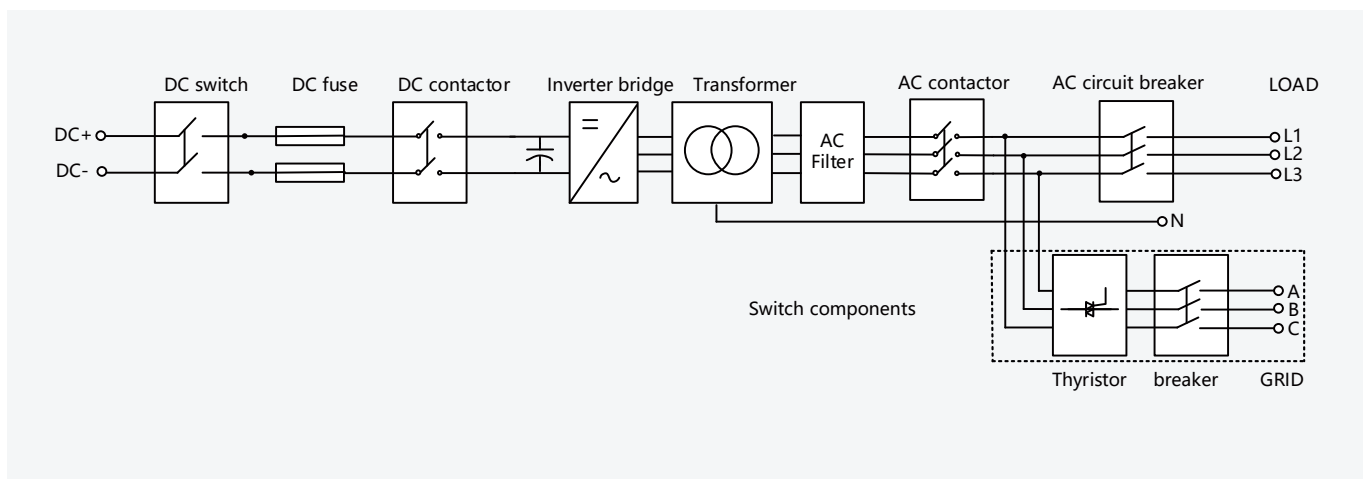 DC switch DC fuse DC contactor Inverter bridge Transformer AC contactor AC circuit breaker LOAD
DC+
DC-
AC
Filter
L1
L2
L3
N
Switch components
A
B
C
Thyristor breaker GRID